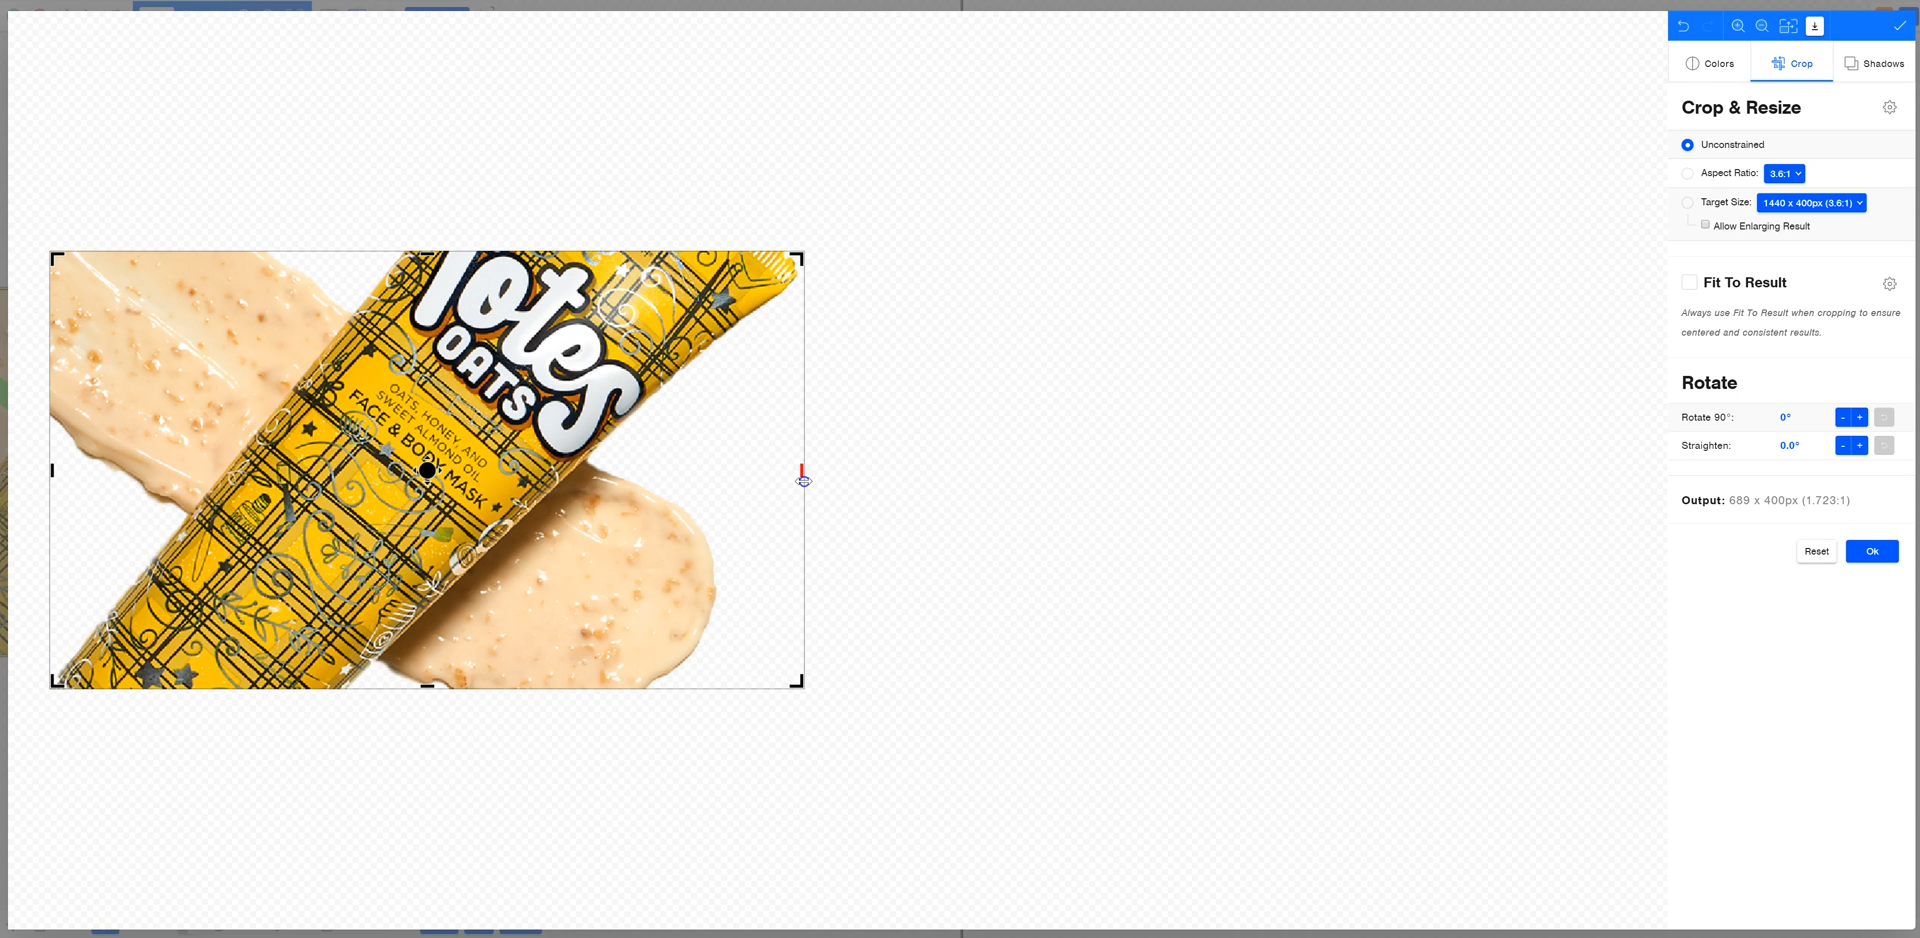 Colors
Crop
Shadows
Crop & Resize
Unconstrained
Aspect Ratio: 3.6:1
Target Size: 1440 x 400px (3.6:1)
Allow Enlarging Result
Fit To Result
Always use Fit To Result when cropping to ensure
centered and consistent results.
Rotate
Rotate 90°: 0° - +
Straighten: 0.0° - +
Output: 689 x 400px (1.723:1)
Reset Ok
Totes
OATS
OATS, HONEY, AND
SWEET ALMOND OIL
FACE & BODY MASK